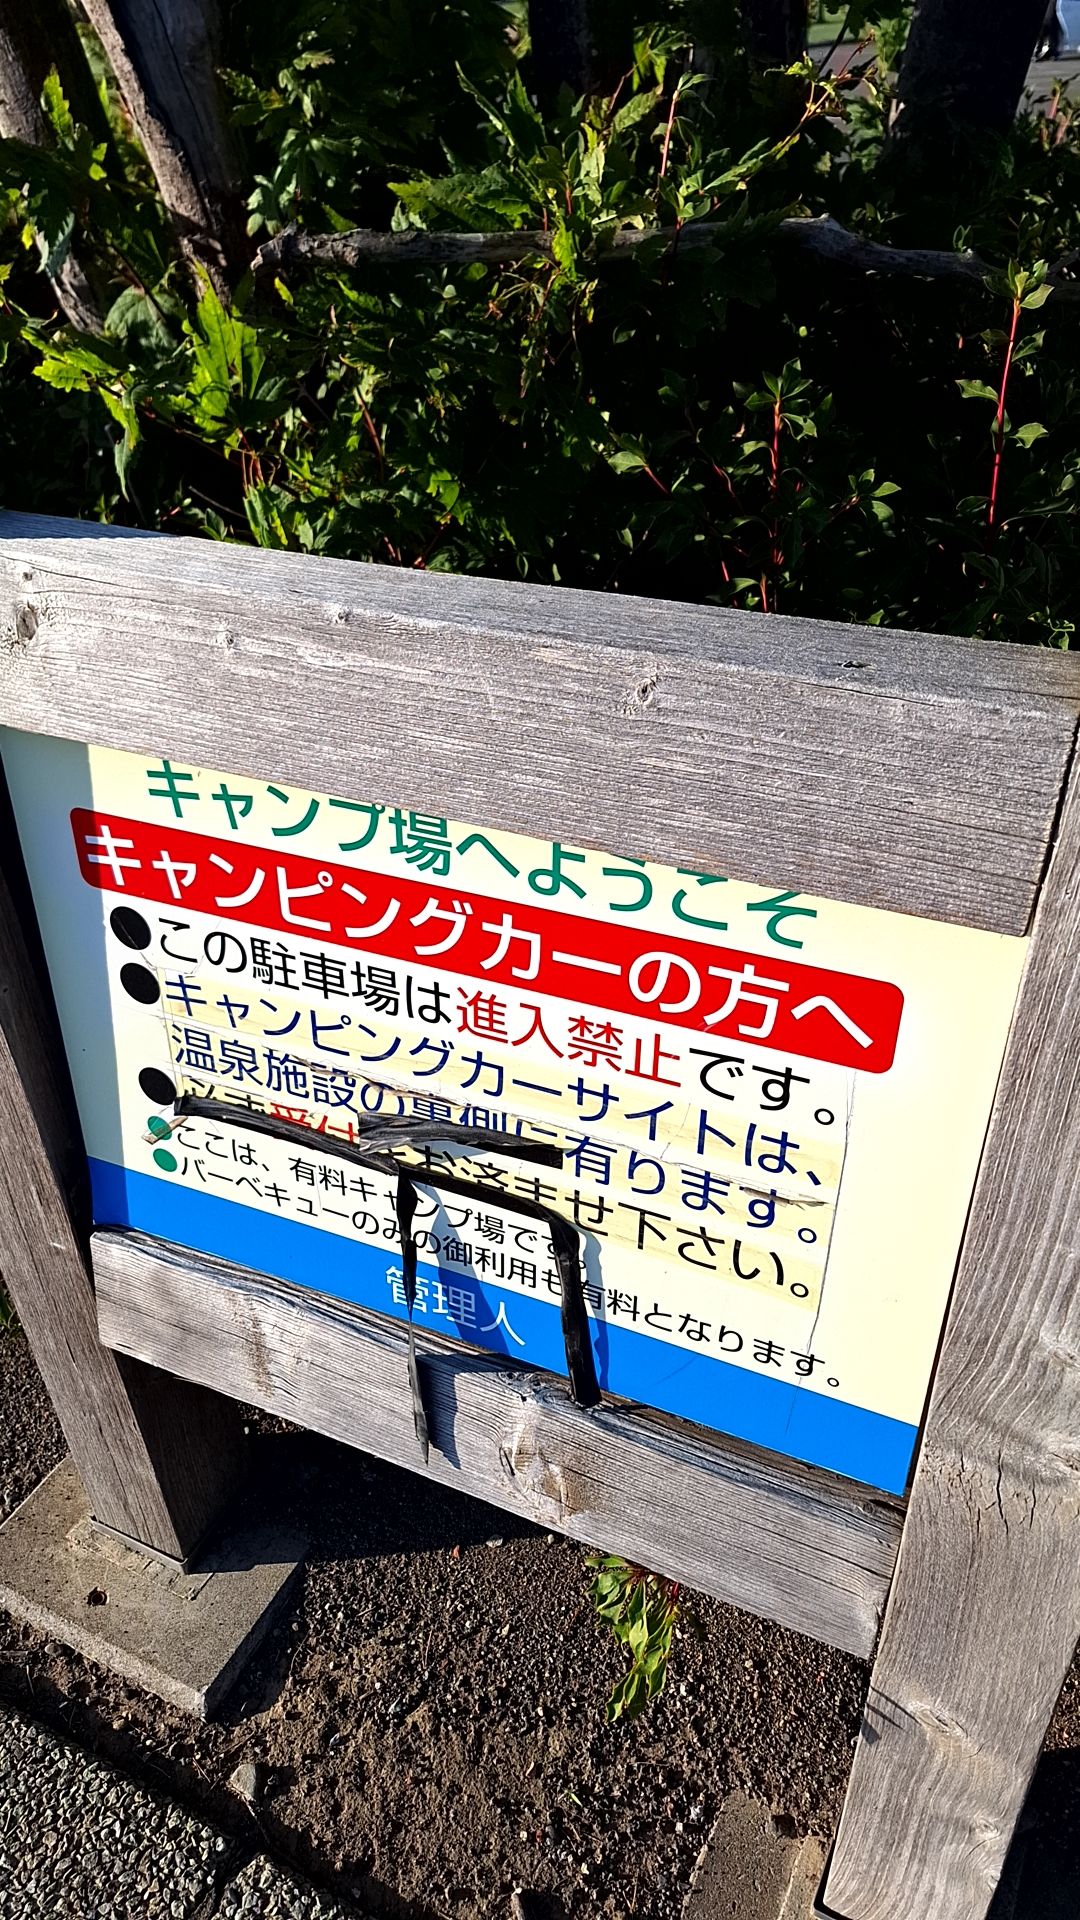 キャンプ場へようこそ
キャンピングカーの方へ
●この駐車場は進入禁止です。
●キャンピングカーサイトは、
温泉施設の裏側に有ります。
●必ず受付をお済ませ下さい。
●ここは、有料キャンプ場です。
●バーベキューのみの御利用も有料となります。
管理人